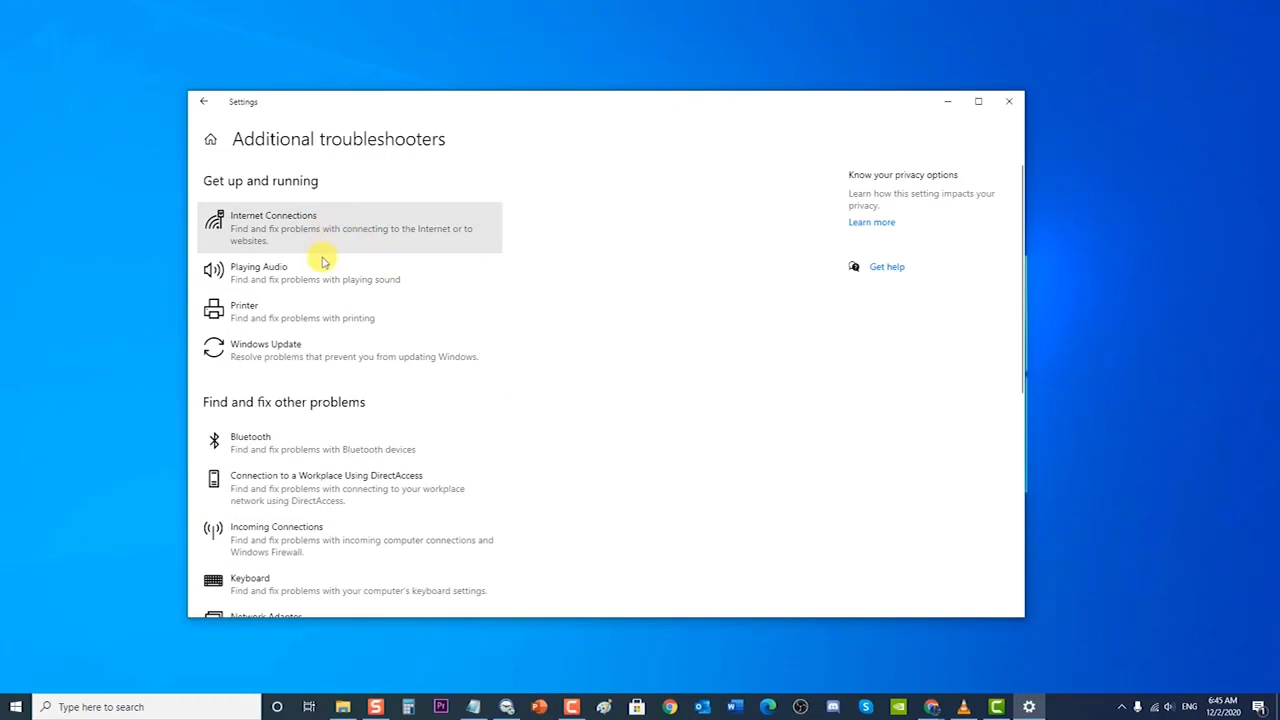 Settings
Additional troubleshooters
Get up and running
Internet Connections
Find and fix problems with connecting to the Internet or to
websites.
Playing Audio
Find and fix problems with playing sound
Printer
Find and fix problems with printing
Windows Update
Resolve problems that prevent you from updating Windows.
Find and fix other problems
Bluetooth
Find and fix problems with Bluetooth devices
Connection to a Workplace Using DirectAccess
Find and fix problems with connecting to your workplace
network using DirectAccess.
Incoming Connections
Find and fix problems with incoming computer connections and
Windows Firewall.
Keyboard
Find and fix problems with your computer's keyboard settings.
Network Adapter
Know your privacy options
Learn how this setting impacts your
privacy.
Learn more
Get help
Type here to search
ENG
6:45 AM
12/2/2020